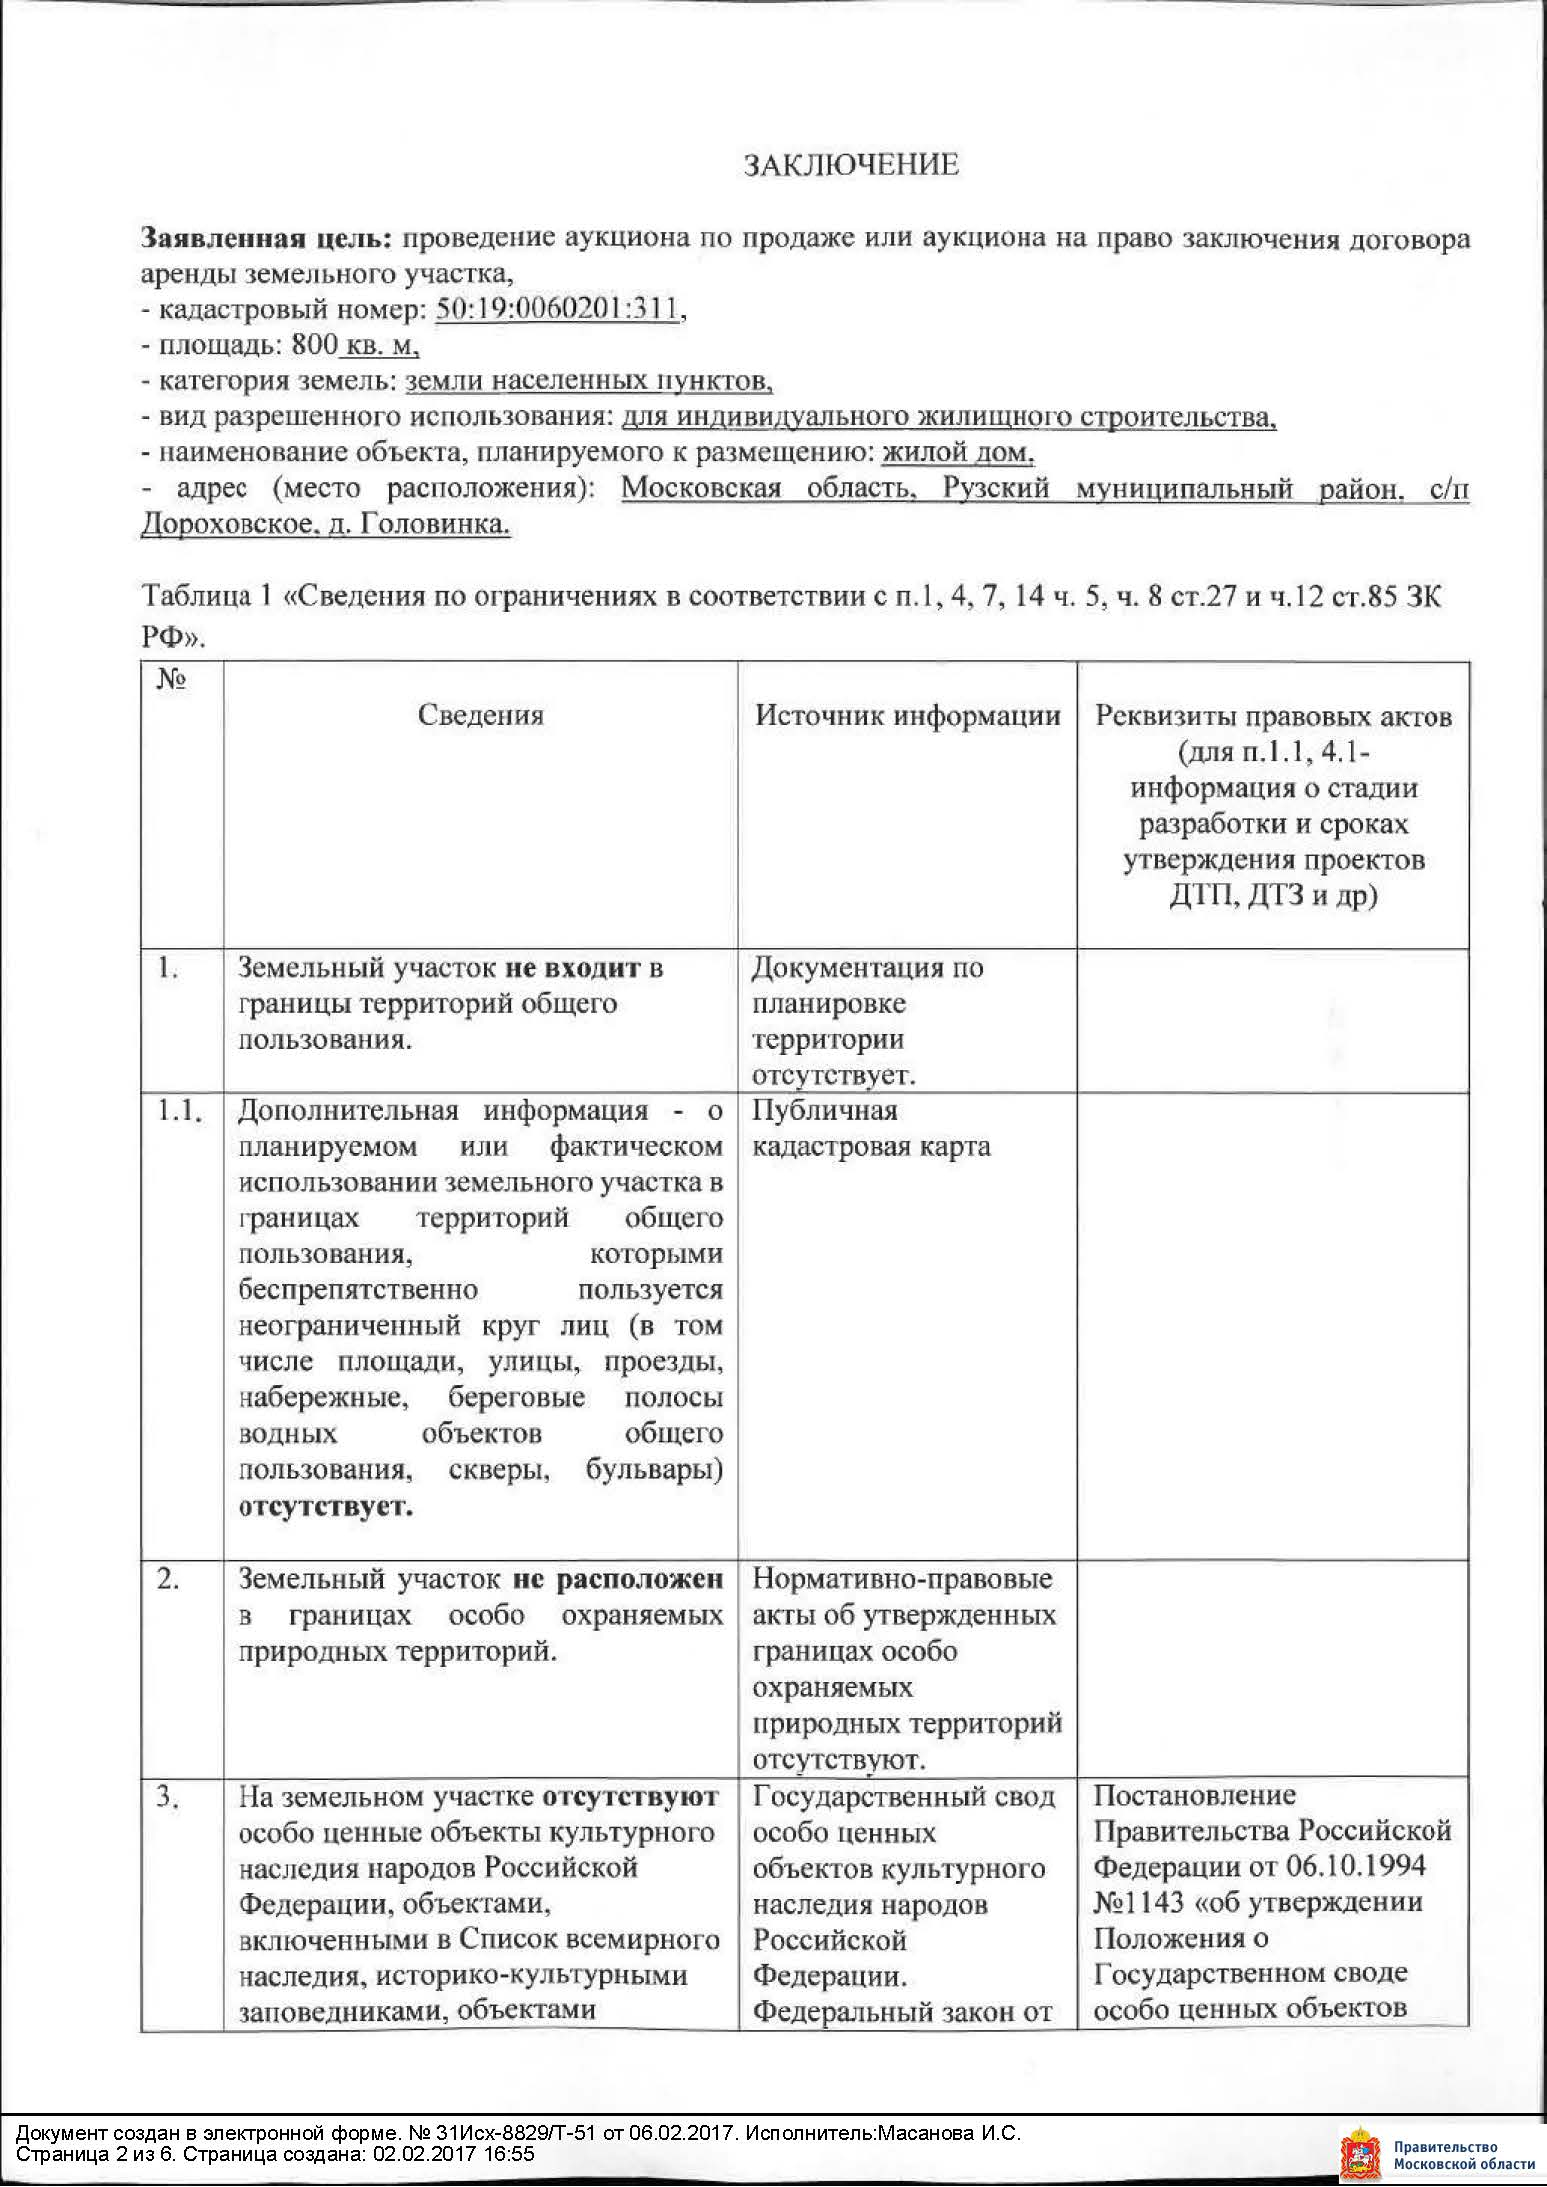 ЗАКЛЮЧЕНИЕ
Заявленная цель: проведение аукциона по продаже или аукциона на право заключения договора
аренды земельного участка,
- кадастровый номер: 50:19:0060201:311,
- площадь: 800 кв. м,
- категория земель: земли населенных пунктов,
- вид разрешенного использования: для индивидуального жилищного строительства,
- наименование объекта, планируемого к размещению: жилой дом,
- адрес (место расположения): Московская область, Рузский муниципальный район, с/п
Дороховское, д. Головинка.
Таблица 1 «Сведения по ограничениях в соответствии с п.1, 4, 7, 14 ч. 5, ч. 8 ст.27 и ч.12 ст.85 ЗК
РФ».
№
Сведения
Источник информации
Реквизиты правовых актов
(для п.1.1, 4.1-
информация о стадии
разработки и сроках
утверждения проектов
ДТП, ДТЗ и др)
1.
Земельный участок не входит в
границы территорий общего
пользования.
Документация по
планировке
территории
отсутствует.
1.1.
Дополнительная информация - о
планируемом или фактическом
использовании земельного участка в
границах территорий общего
пользования, которыми
беспрепятственно пользуется
неограниченный круг лиц (в том
числе площади, улицы, проезды,
набережные, береговые полосы
водных объектов общего
пользования, скверы, бульвары)
отсутствует.
Публичная
кадастровая карта
2.
Земельный участок не расположен
в границах особо охраняемых
природных территорий.
Нормативно-правовые
акты об утвержденных
границах особо
охраняемых
природных территорий
отсутствуют.
3.
На земельном участке отсутствуют
особо ценные объекты культурного
наследия народов Российской
Федерации, объектами,
включенными в Список всемирного
наследия, историко-культурными
заповедниками, объектами
Государственный свод
особо ценных
объектов культурного
наследия народов
Российской
Федерации.
Федеральный закон от
Постановление
Правительства Российской
Федерации от 06.10.1994
№1143 «об утверждении
Положения о
Государственном своде
особо ценных объектов
Документ создан в электронной форме. № 31Исх-8829/Т-51 от 06.02.2017. Исполнитель:Масанова И.С.
Страница 2 из 6. Страница создана: 02.02.2017 16:55
Правительство
Московской области